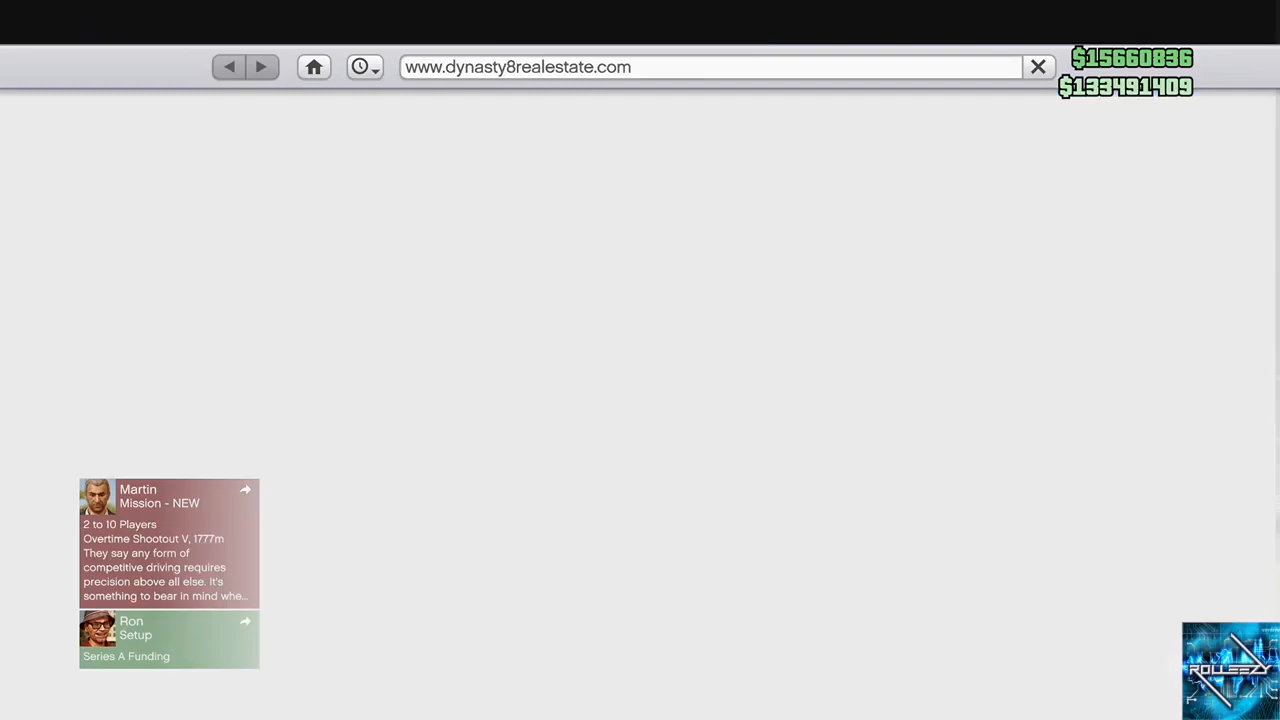 www.dynasty8realestate.com
$15660836
$133491409
Martin
Mission - NEW
2 to 10 Players
Overtime Shootout V, 1777m
They say any form of
competitive driving requires
precision above all else. It's
something to bear in mind whe...
Ron
Setup
Series A Funding
ROLLEEZY